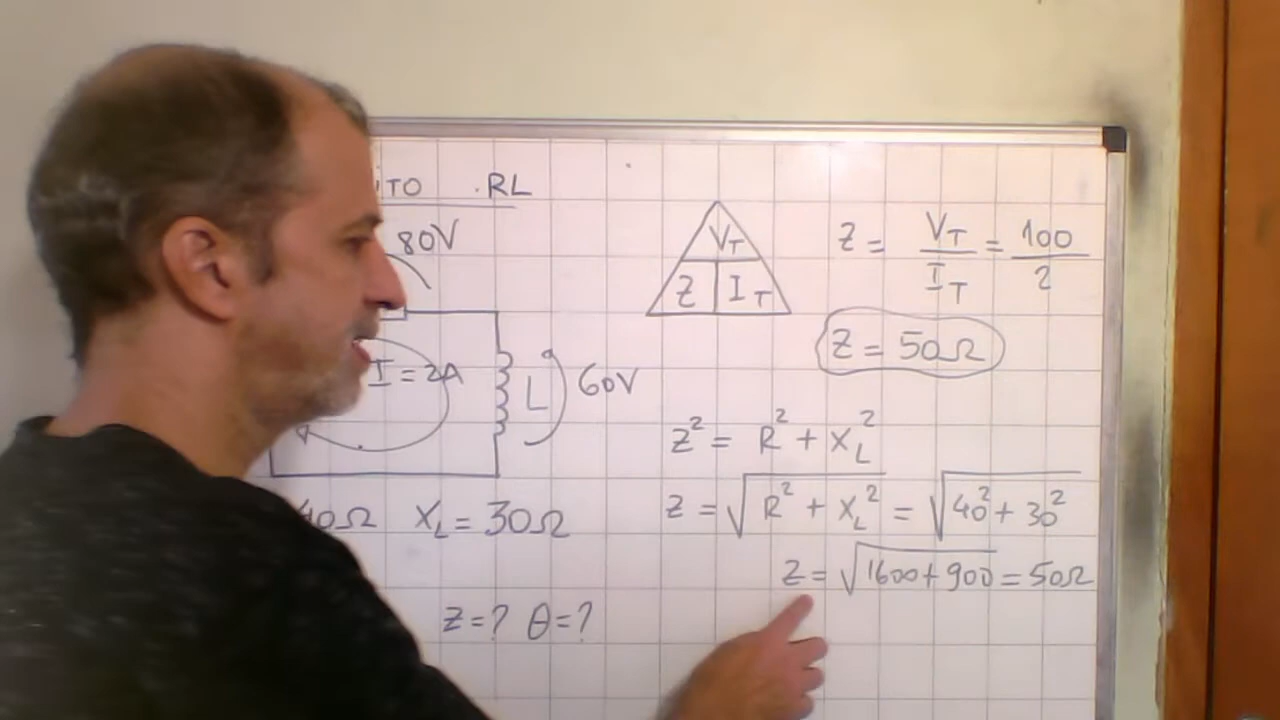 ITO RL
80V
I = 2A
L
60V
40Ω XL = 30Ω
Z=? θ=?
VT
Z IT
Z = VT/IT = 100/2
Z = 50Ω
Z² = R² + XL²
Z = √R² + XL² = √40² + 30²
Z = √1600 + 900 = 50Ω